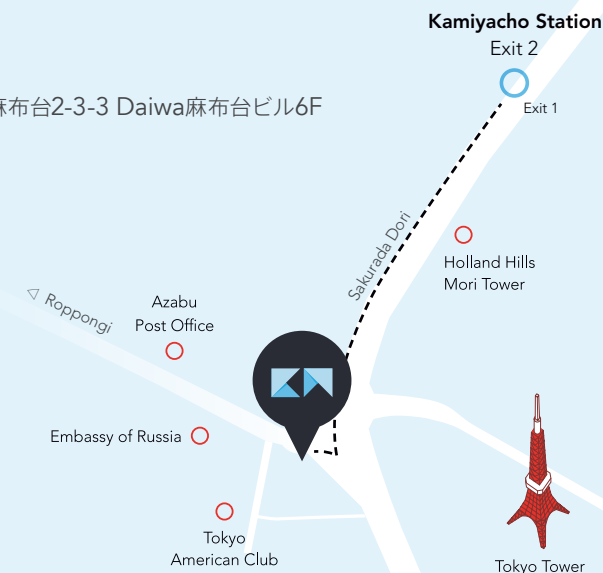 Kamiyacho Station
Exit 2
Exit 1
麻布台2-3-3 Daiwa麻布台ビル6F
Sakurada Dori
Holland Hills
Mori Tower
Roppongi
Azabu
Post Office
Embassy of Russia
Tokyo
American Club
Tokyo Tower